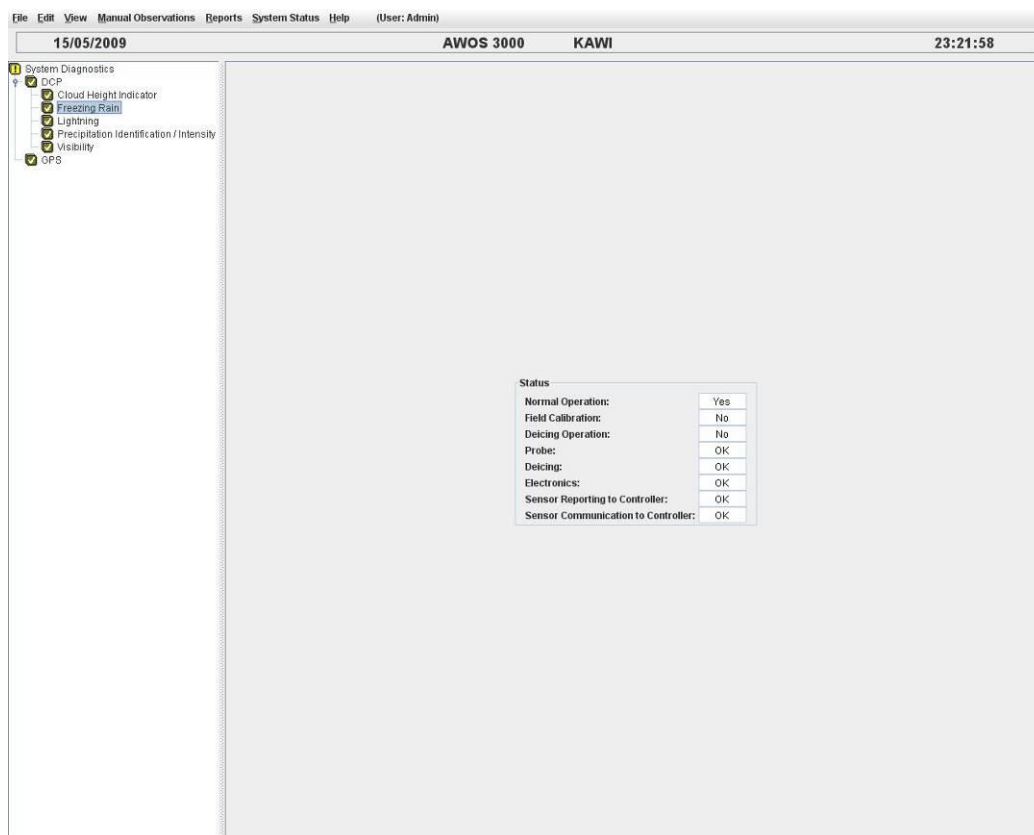 File Edit View Manual Observations Reports System Status Help (User: Admin)
15/05/2009 AWOS 3000 KAWI 23:21:58
System Diagnostics
DCP
Cloud Height Indicator
Freezing Rain
Lightning
Precipitation Identification / Intensity
Visibility
GPS
Status
Normal Operation: Yes
Field Calibration: No
Deicing Operation: No
Probe: OK
Deicing: OK
Electronics: OK
Sensor Reporting to Controller: OK
Sensor Communication to Controller: OK